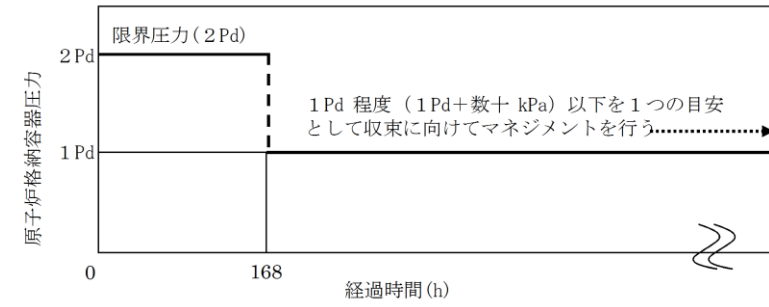 限界圧力(2Pd)
2Pd
1Pd 程度（1Pd＋数十 kPa）以下を１つの目安
として収束に向けてマネジメントを行う
1Pd
原子炉格納容器圧力
0
168
経過時間(h)